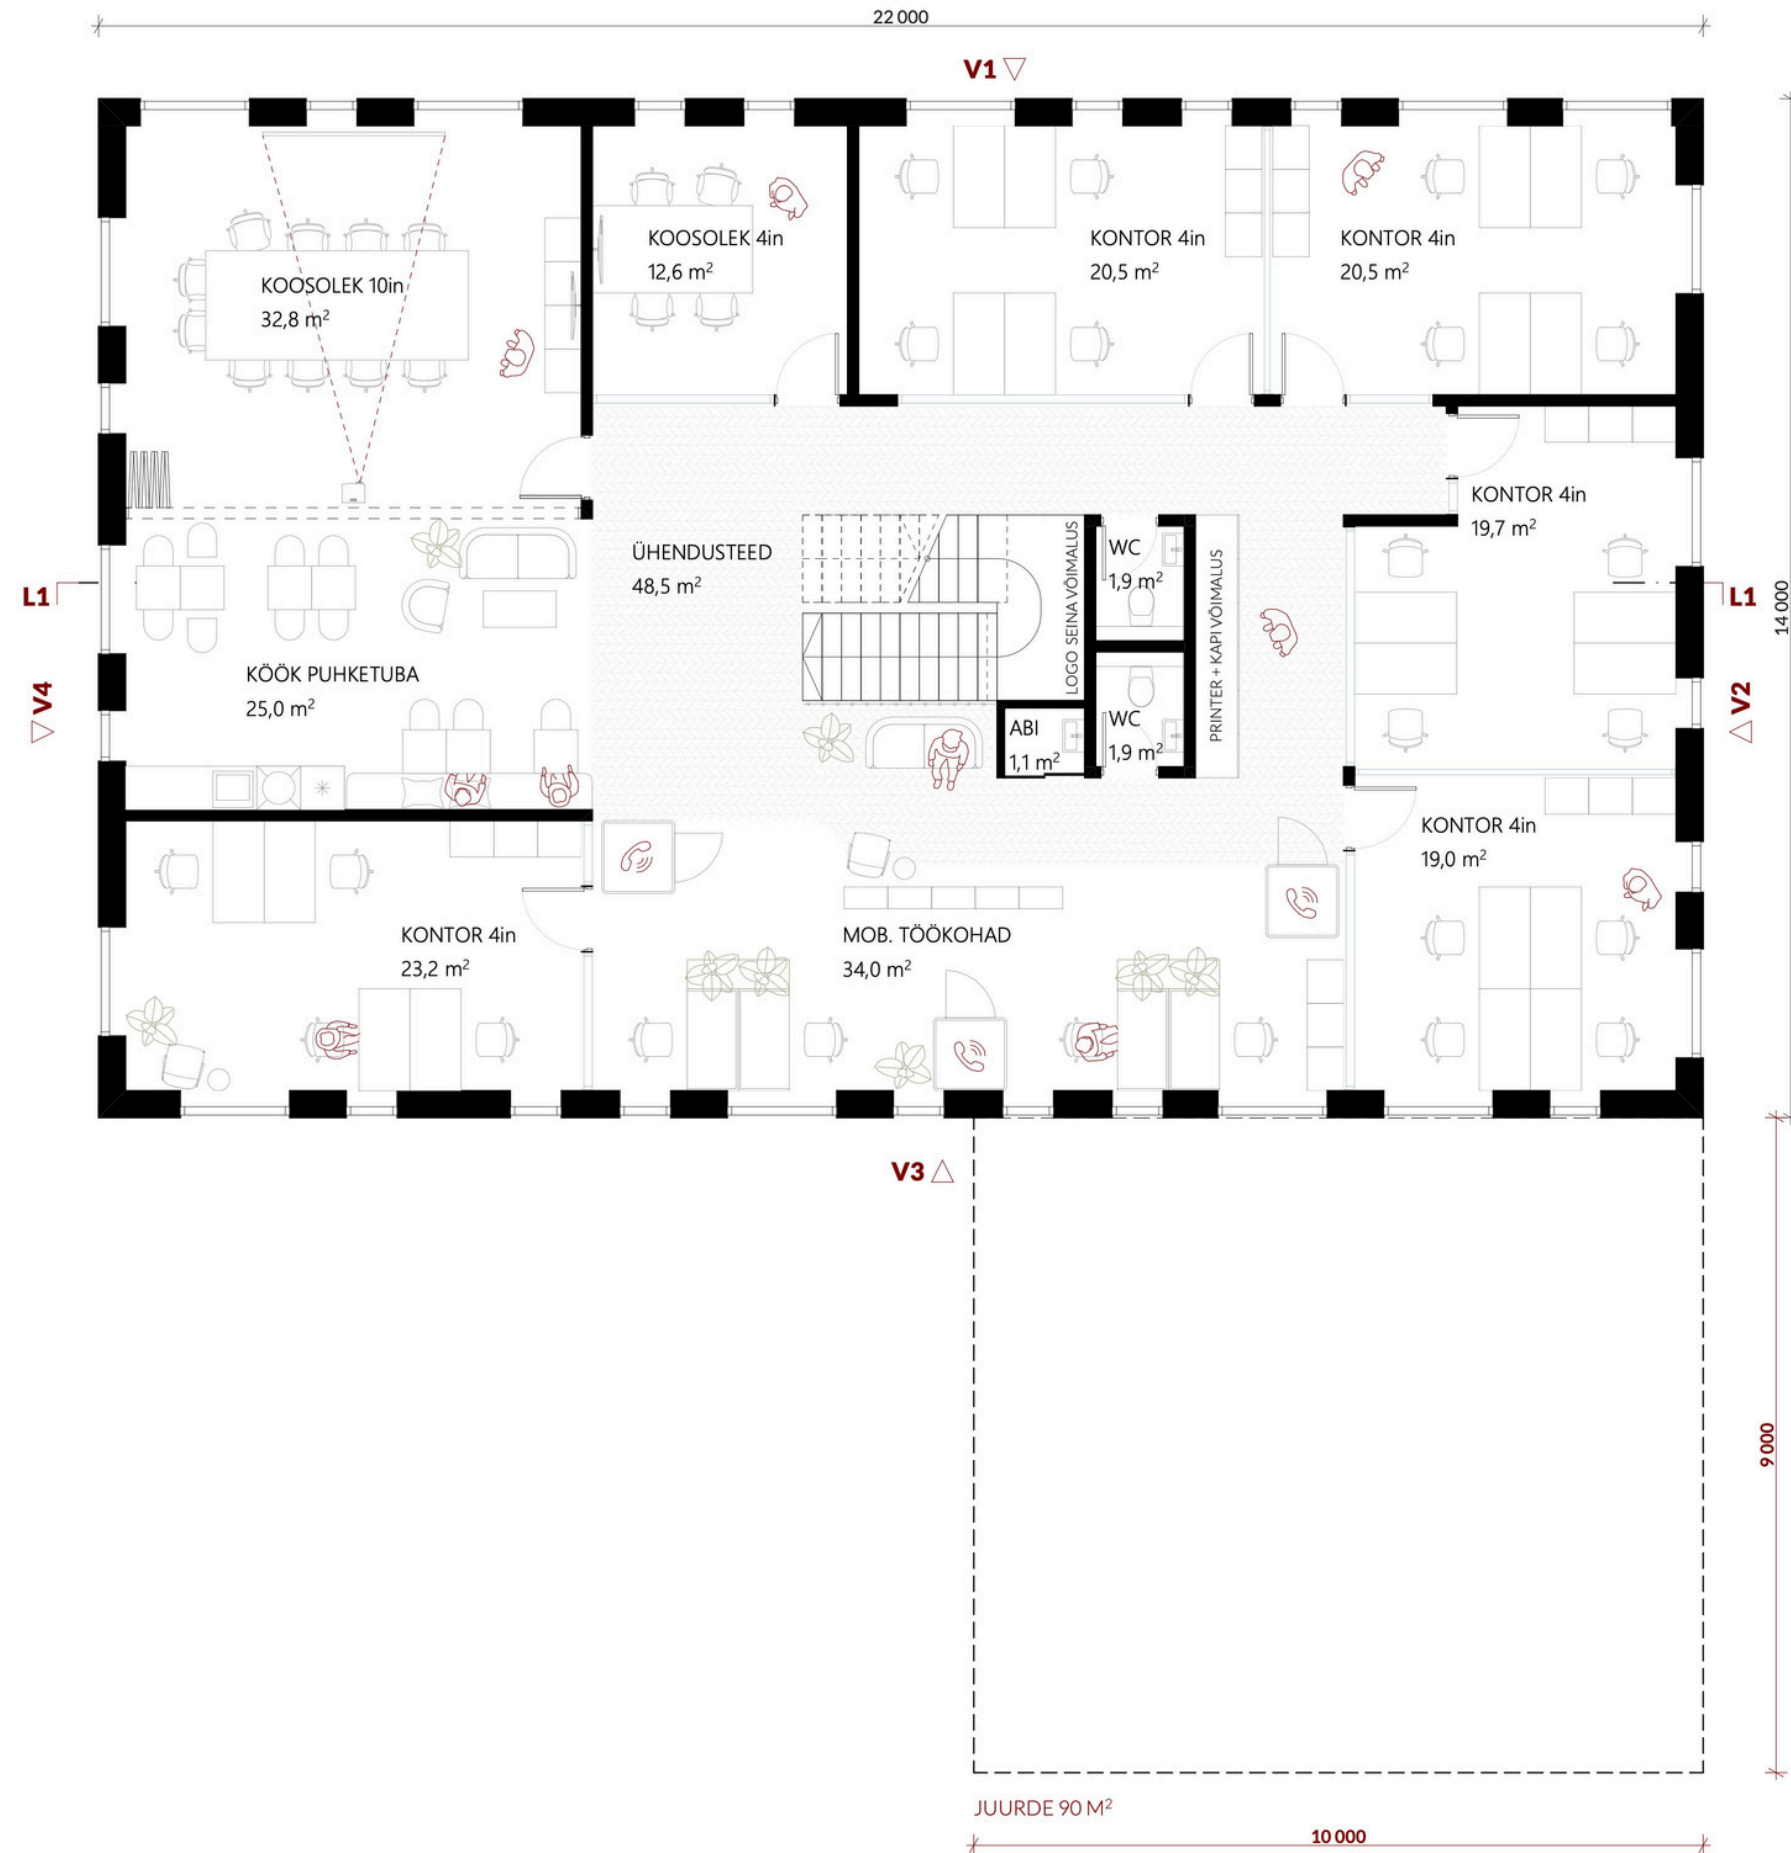 22 000
V1
KOOSOLEK 10in
32,8 m²
KOOSOLEK 4in
12,6 m²
KONTOR 4in
20,5 m²
KONTOR 4in
20,5 m²
KONTOR 4in
19,7 m²
ÜHENDUSTEED
48,5 m²
LOGO SEINA VÕIMALUS
WC
1,9 m²
PRINTER + KAPI VÕIMALUS
L1
L1
14 000
V4
V2
KÖÖK PUHKETUBA
25,0 m²
ABI
1,1 m²
WC
1,9 m²
KONTOR 4in
19,0 m²
KONTOR 4in
23,2 m²
MOB. TÖÖKOHAD
34,0 m²
V3
9 000
JUURDE 90 M²
10 000